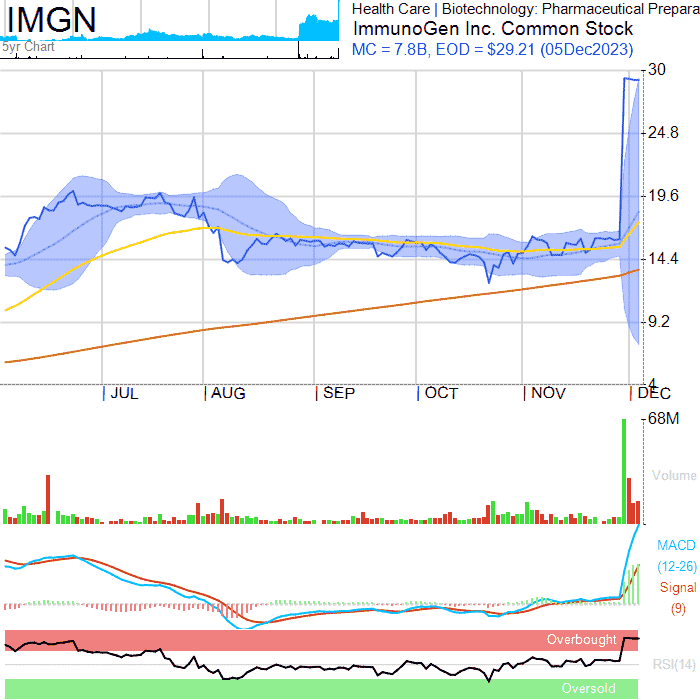 IMGN
5yr Chart
Health Care | Biotechnology: Pharmaceutical Prepara
ImmunoGen Inc. Common Stock
MC = 7.8B, EOD = $29.21 (05Dec2023)
30
24.8
19.6
14.4
9.2
4
JUL
AUG
SEP
OCT
NOV
DEC
68M
Volume
MACD
(12-26)
Signal
(9)
Overbought
RSI(14)
Oversold